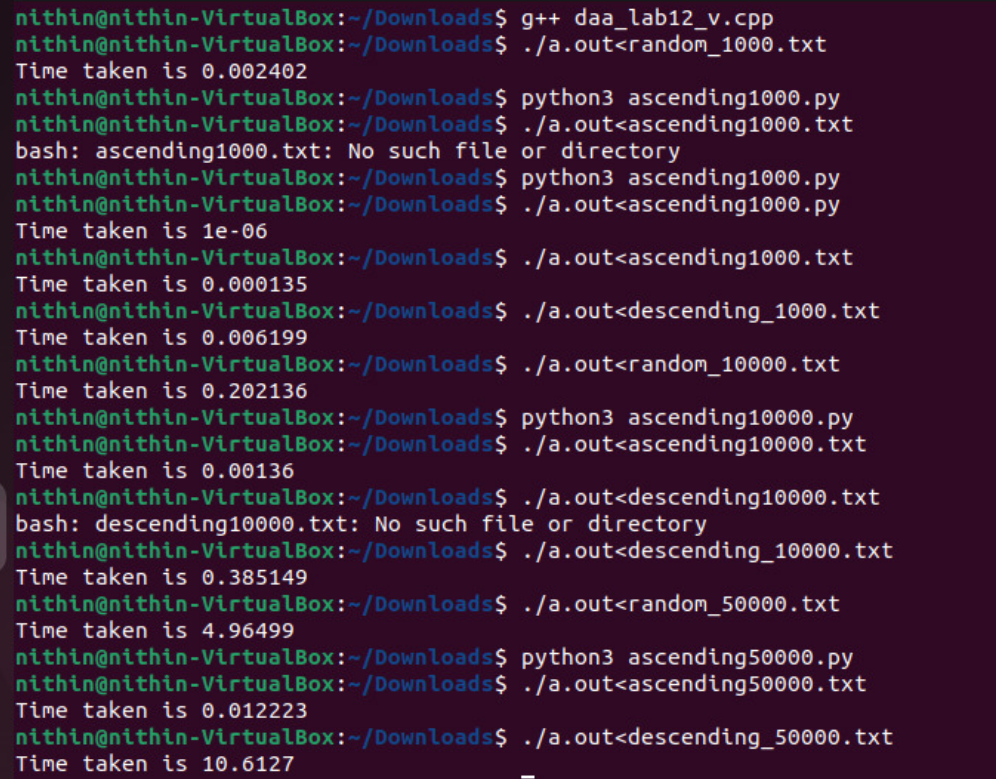 nithin@nithin-VirtualBox:~/Downloads$ g++ daa_lab12_v.cpp
nithin@nithin-VirtualBox:~/Downloads$ ./a.out<random_1000.txt
Time taken is 0.002402
nithin@nithin-VirtualBox:~/Downloads$ python3 ascending1000.py
nithin@nithin-VirtualBox:~/Downloads$ ./a.out<ascending1000.txt
bash: ascending1000.txt: No such file or directory
nithin@nithin-VirtualBox:~/Downloads$ python3 ascending1000.py
nithin@nithin-VirtualBox:~/Downloads$ ./a.out<ascending1000.py
Time taken is 1e-06
nithin@nithin-VirtualBox:~/Downloads$ ./a.out<ascending1000.txt
Time taken is 0.000135
nithin@nithin-VirtualBox:~/Downloads$ ./a.out<descending_1000.txt
Time taken is 0.006199
nithin@nithin-VirtualBox:~/Downloads$ ./a.out<random_10000.txt
Time taken is 0.202136
nithin@nithin-VirtualBox:~/Downloads$ python3 ascending10000.py
nithin@nithin-VirtualBox:~/Downloads$ ./a.out<ascending10000.txt
Time taken is 0.00136
nithin@nithin-VirtualBox:~/Downloads$ ./a.out<descending10000.txt
bash: descending10000.txt: No such file or directory
nithin@nithin-VirtualBox:~/Downloads$ ./a.out<descending_10000.txt
Time taken is 0.385149
nithin@nithin-VirtualBox:~/Downloads$ ./a.out<random_50000.txt
Time taken is 4.96499
nithin@nithin-VirtualBox:~/Downloads$ python3 ascending50000.py
nithin@nithin-VirtualBox:~/Downloads$ ./a.out<ascending50000.txt
Time taken is 0.012223
nithin@nithin-VirtualBox:~/Downloads$ ./a.out<descending_50000.txt
Time taken is 10.6127